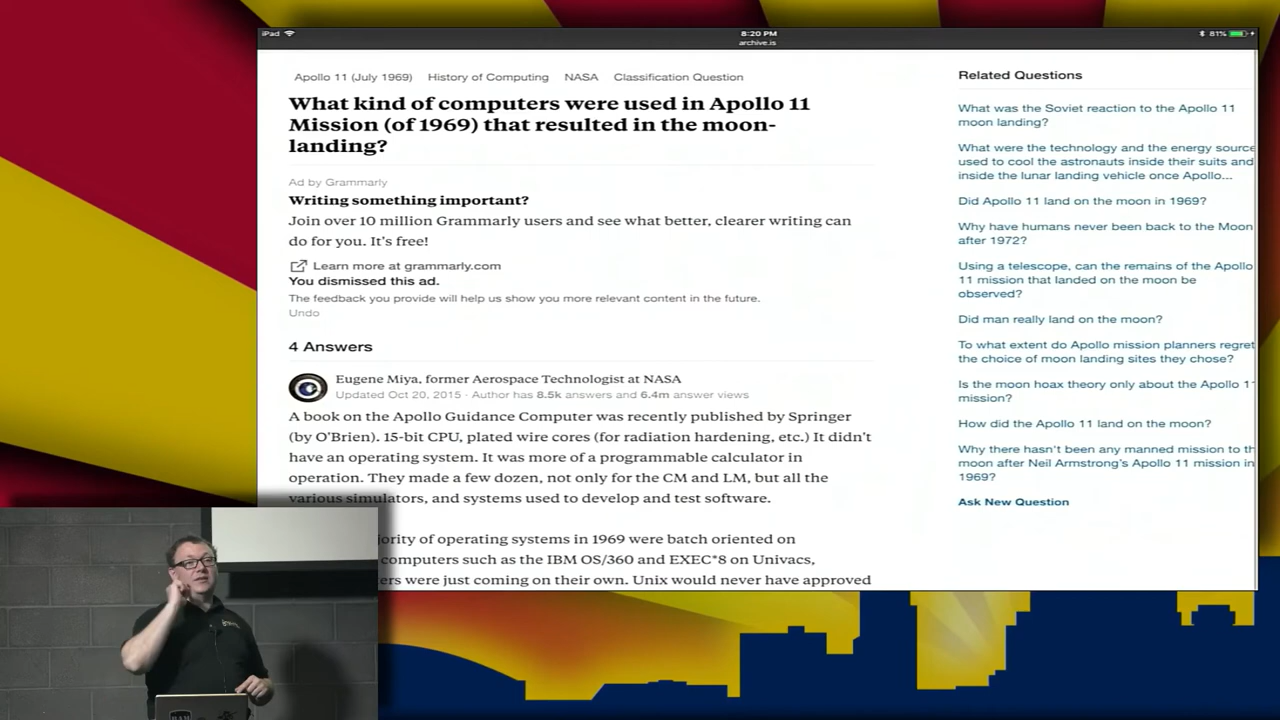 iPad
8:20 PM
archive.is
81%
Apollo 11 (July 1969) History of Computing NASA Classification Question
What kind of computers were used in Apollo 11
Mission (of 1969) that resulted in the moon-
landing?
Ad by Grammarly
Writing something important?
Join over 10 million Grammarly users and see what better, clearer writing can
do for you. It's free!
Learn more at grammarly.com
You dismissed this ad.
The feedback you provide will help us show you more relevant content in the future.
Undo
4 Answers
Eugene Miya, former Aerospace Technologist at NASA
Updated Oct 20, 2015 · Author has 8.5k answers and 6.4m answer views
A book on the Apollo Guidance Computer was recently published by Springer
(by O'Brien). 15-bit CPU, plated wire cores (for radiation hardening, etc.) It didn't
have an operating system. It was more of a programmable calculator in
operation. They made a few dozen, not only for the CM and LM, but all the
various simulators, and systems used to develop and test software.
jority of operating systems in 1969 were batch oriented on
computers such as the IBM OS/360 and EXEC*8 on Univacs,
ers were just coming on their own. Unix would never have approved
Related Questions
What was the Soviet reaction to the Apollo 11
moon landing?
What were the technology and the energy source
used to cool the astronauts inside their suits and
inside the lunar landing vehicle once Apollo...
Did Apollo 11 land on the moon in 1969?
Why have humans never been back to the Moon
after 1972?
Using a telescope, can the remains of the Apollo
11 mission that landed on the moon be
observed?
Did man really land on the moon?
To what extent do Apollo mission planners regret
the choice of moon landing sites they chose?
Is the moon hoax theory only about the Apollo 11
mission?
How did the Apollo 11 land on the moon?
Why there hasn't been any manned mission to th
moon after Neil Armstrong's Apollo 11 mission in
1969?
Ask New Question